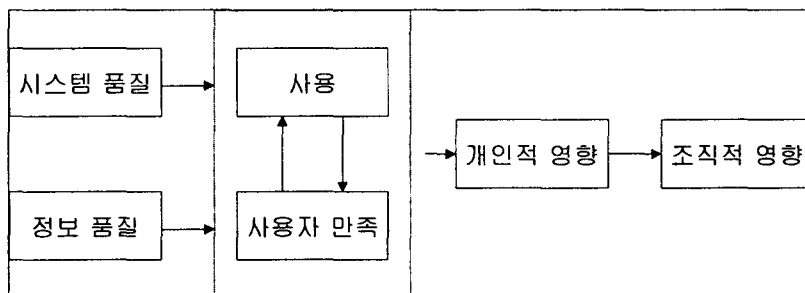 시스템 품질
사용
개인적 영향
조직적 영향
정보 품질
사용자 만족